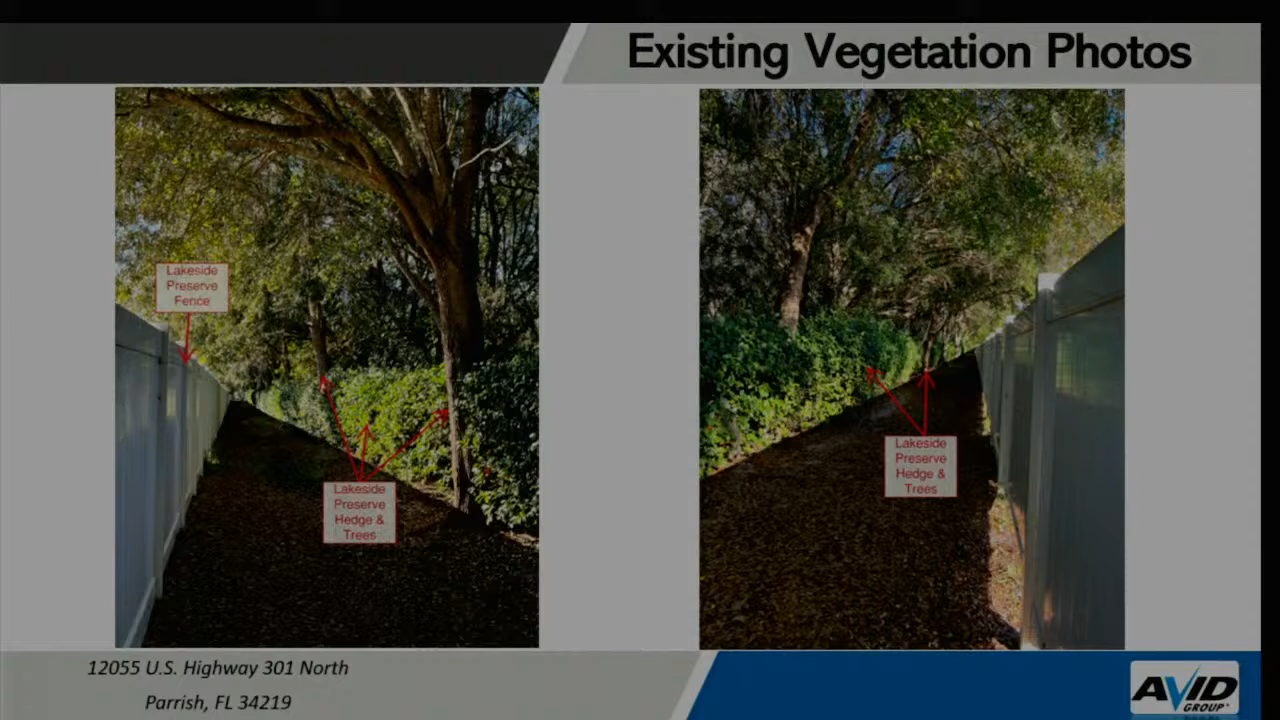 Existing Vegetation Photos
Lakeside
Preserve
Fence
Lakeside
Preserve
Hedge &
Trees
Lakeside
Preserve
Hedge &
Trees
12055 U.S. Highway 301 North
Parrish, FL 34219
AVID
GROUP